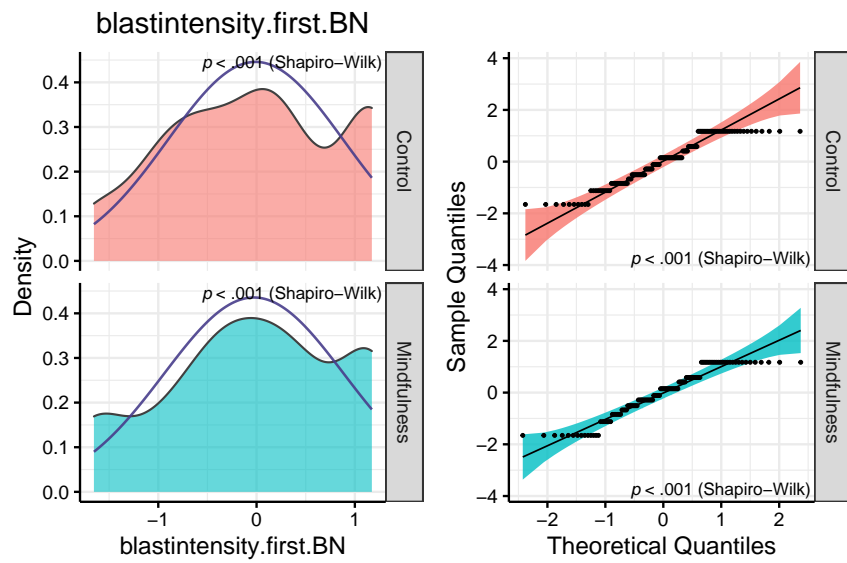 blastintensity.first.BN
p < .001 (Shapiro−Wilk)
0.4
0.3
0.2
0.1
0.0
Control
p < .001 (Shapiro−Wilk)
0.4
0.3
0.2
0.1
0.0
Mindfulness
Density
−1
0
1
blastintensity.first.BN
4
2
0
−2
−4
p < .001 (Shapiro−Wilk)
Control
4
2
0
−2
−4
p < .001 (Shapiro−Wilk)
Mindfulness
Sample Quantiles
−2
−1
0
1
2
Theoretical Quantiles